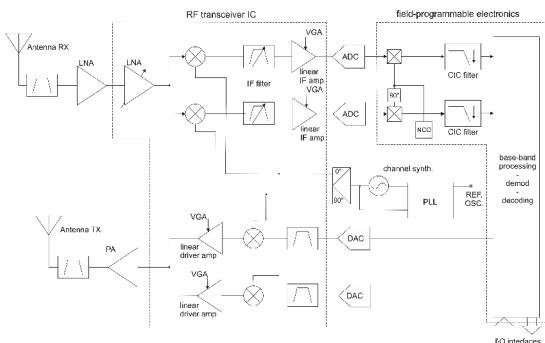 RF transceiver IC
field-programmable electronics
Antenna RX
LNA
LNA
IF filter
VGA
linear
IF amp
VGA
ADC
CIC filter
linear
IF amp
ADC
90°
NCO
CIC filter
base-band
processing
-
demod
-
decoding
0°
90°
channel synth.
PLL
REF.
OSC.
Antenna TX
PA
VGA
linear
driver amp
DAC
VGA
linear
driver amp
DAC
I\O interfaces